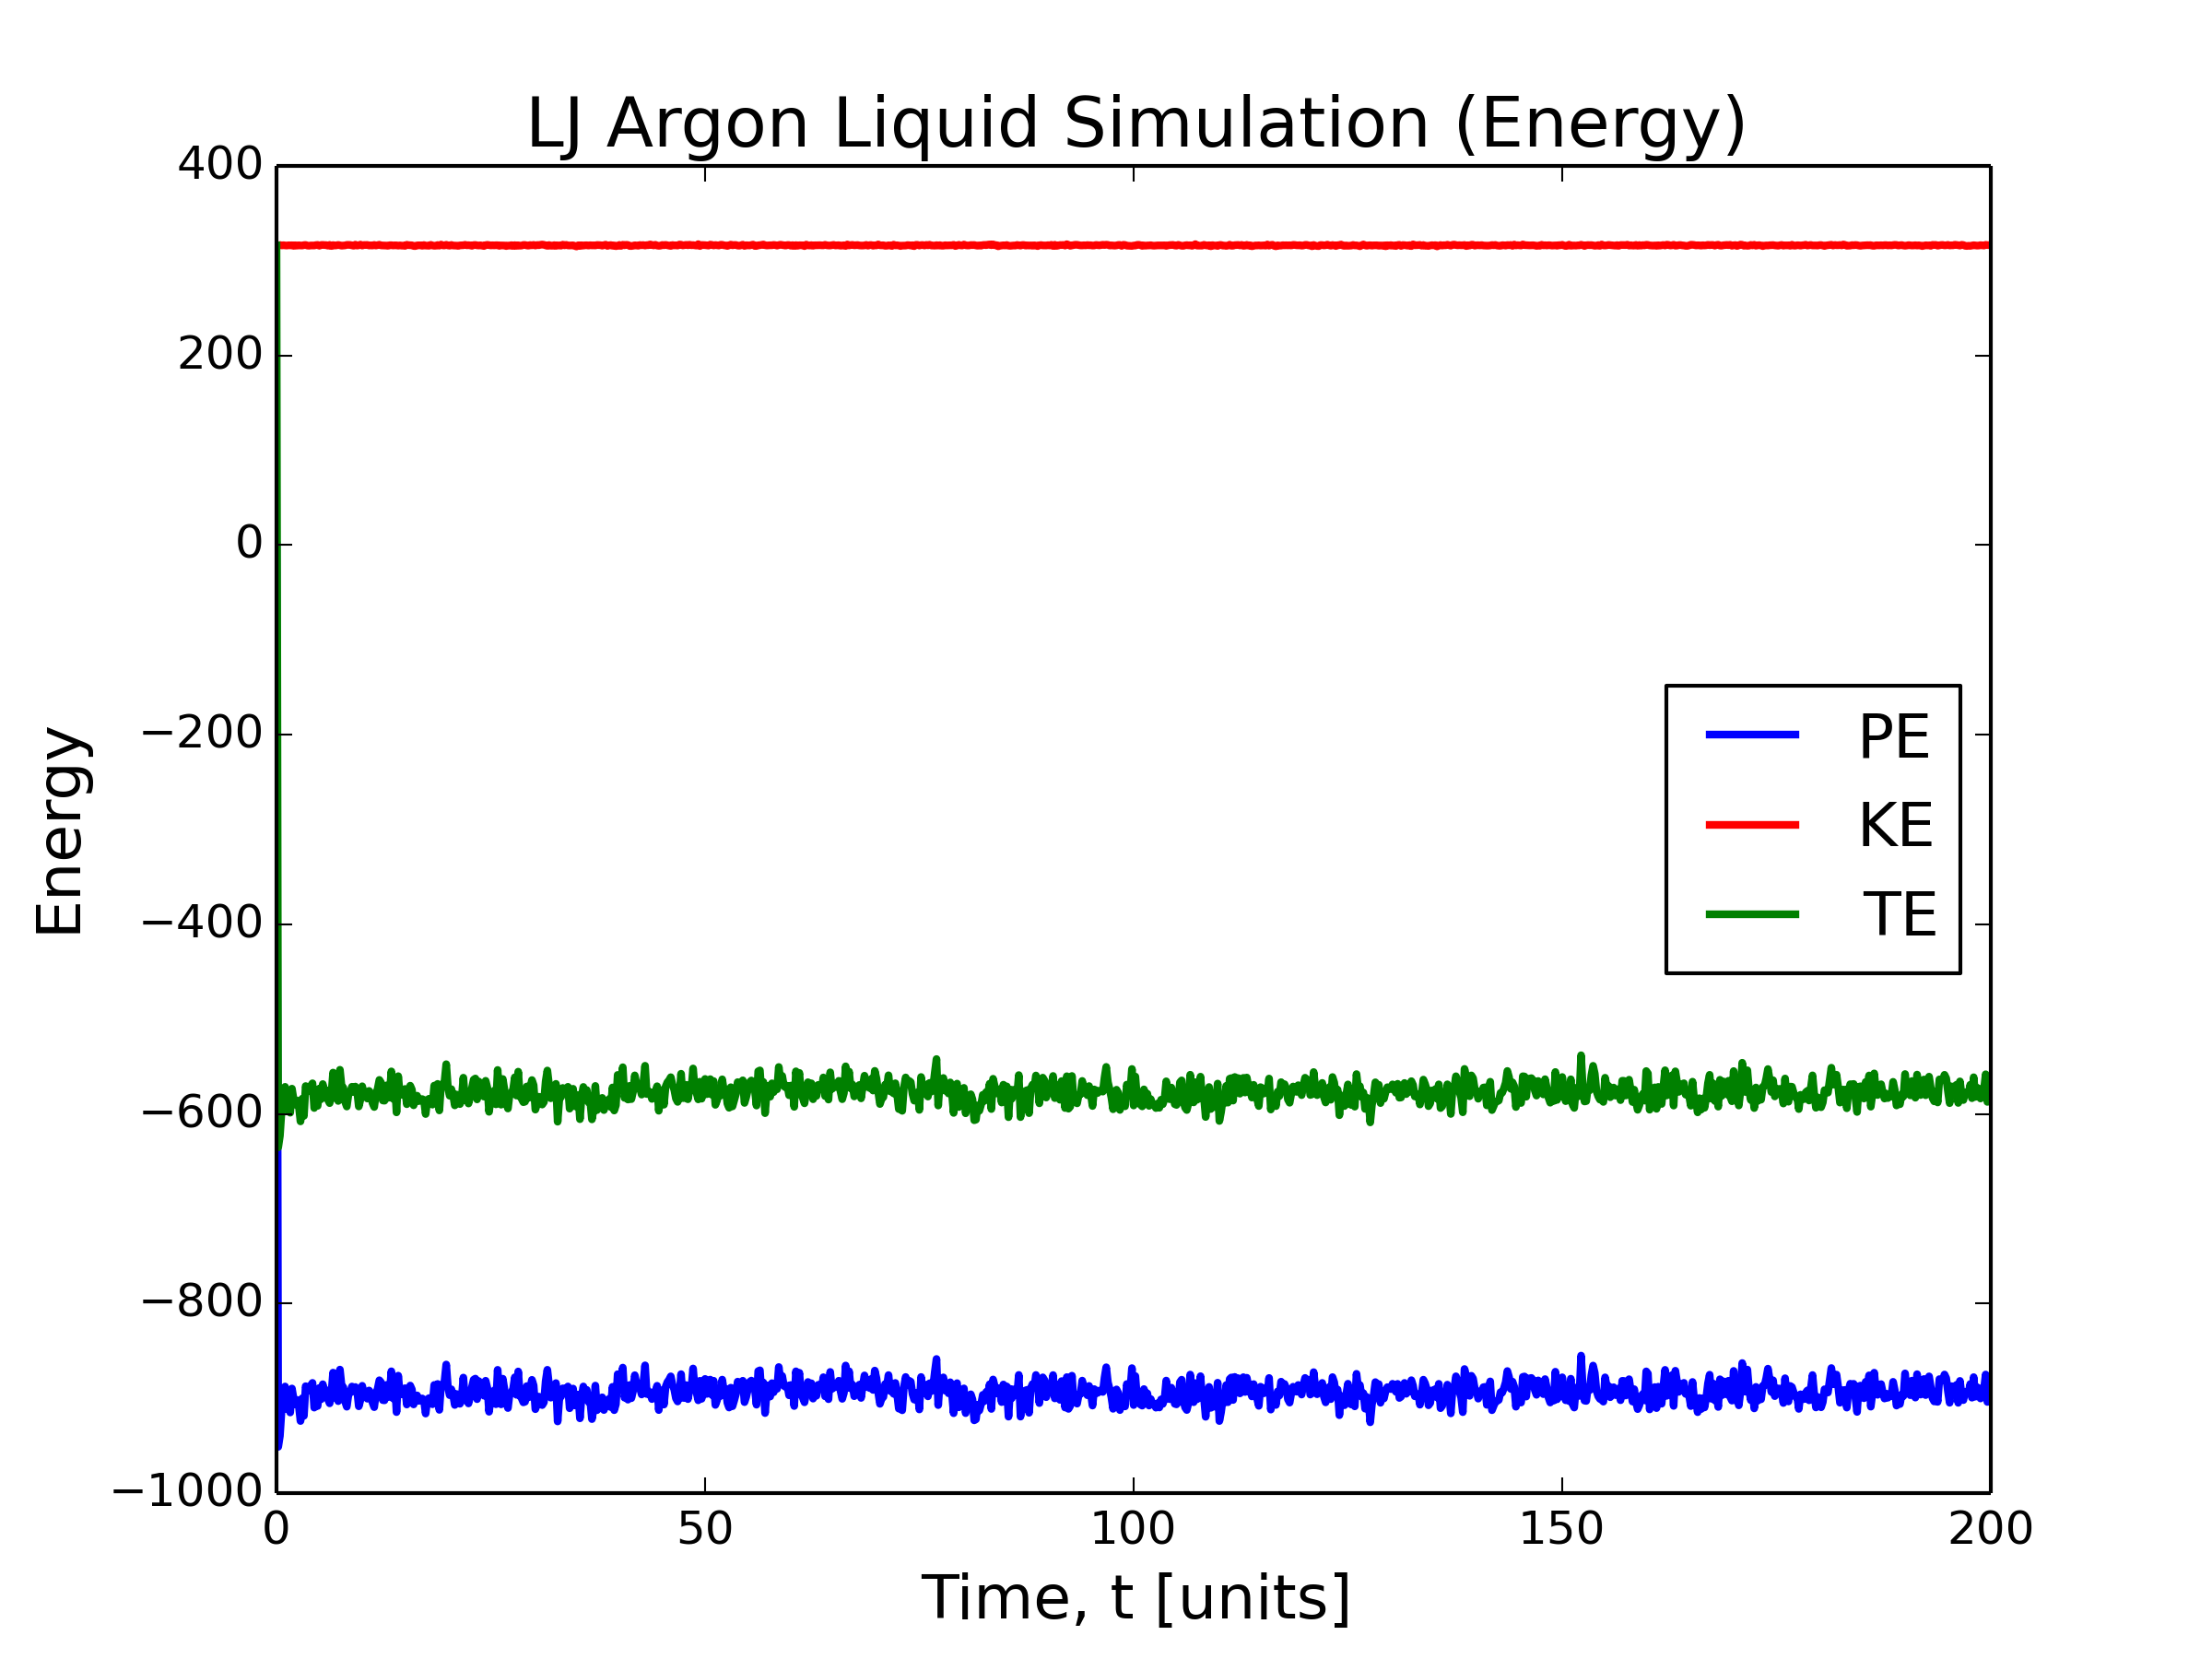 LJ Argon Liquid Simulation (Energy)
400
200
0
−200
−400
−600
−800
−1000
Energy
PE
KE
TE
0 50 100 150 200
Time, t [units]